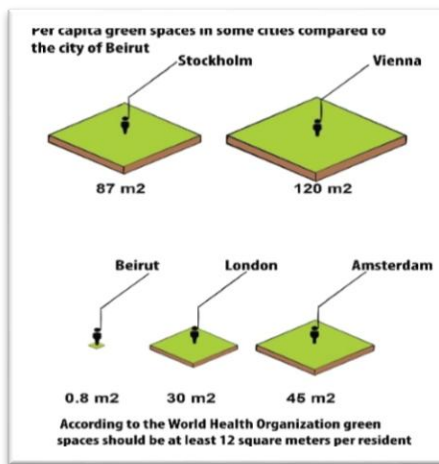 Per capita green spaces in some cities compared to
the city of Beirut
Stockholm
Vienna
87 m2
120 m2
Beirut
London
Amsterdam
0.8 m2
30 m2
45 m2
According to the World Health Organization green
spaces should be at least 12 square meters per resident